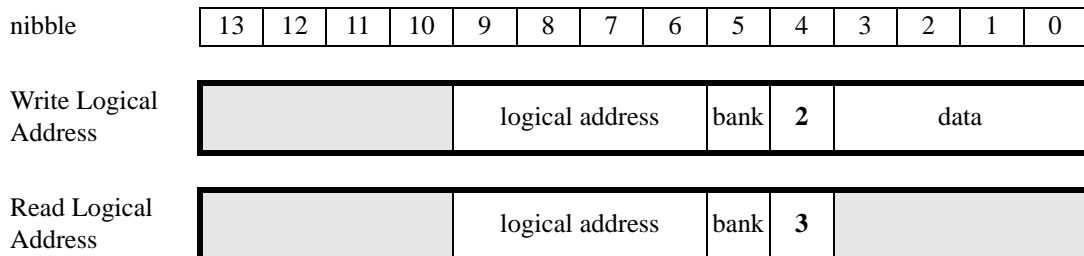 nibble 13 12 11 10 9 8 7 6 5 4 3 2 1 0
Write Logical
Address
logical address bank 2 data
Read Logical
Address
logical address bank 3